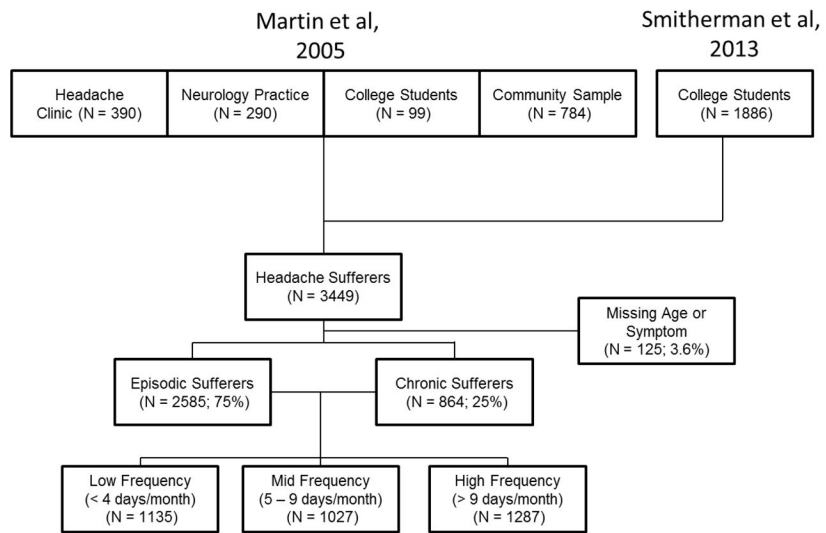 Martin et al,
2005
Smitherman et al,
2013
Headache
Clinic (N = 390)
Neurology Practice
(N = 290)
College Students
(N = 99)
Community Sample
(N = 784)
College Students
(N = 1886)
Headache Sufferers
(N = 3449)
Missing Age or
Symptom
(N = 125; 3.6%)
Episodic Sufferers
(N = 2585; 75%)
Chronic Sufferers
(N = 864; 25%)
Low Frequency
(< 4 days/month)
(N = 1135)
Mid Frequency
(5 – 9 days/month)
(N = 1027)
High Frequency
(> 9 days/month)
(N = 1287)